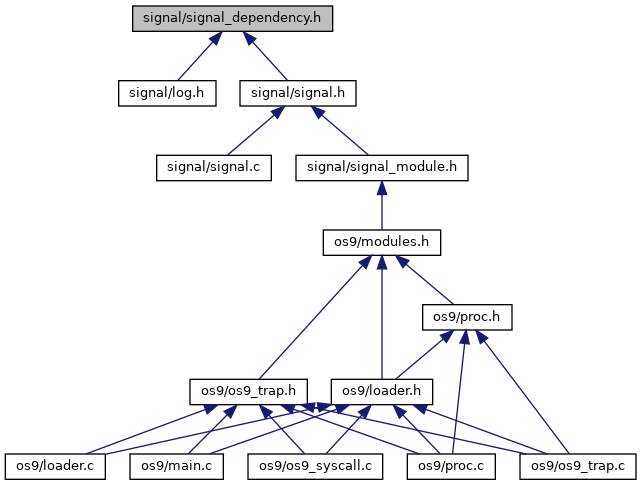 signal/signal_dependency.h
signal/log.h
signal/signal.h
signal/signal.c
signal/signal_module.h
os9/modules.h
os9/proc.h
os9/os9_trap.h
os9/loader.h
os9/loader.c
os9/main.c
os9/os9_syscall.c
os9/proc.c
os9/os9_trap.c